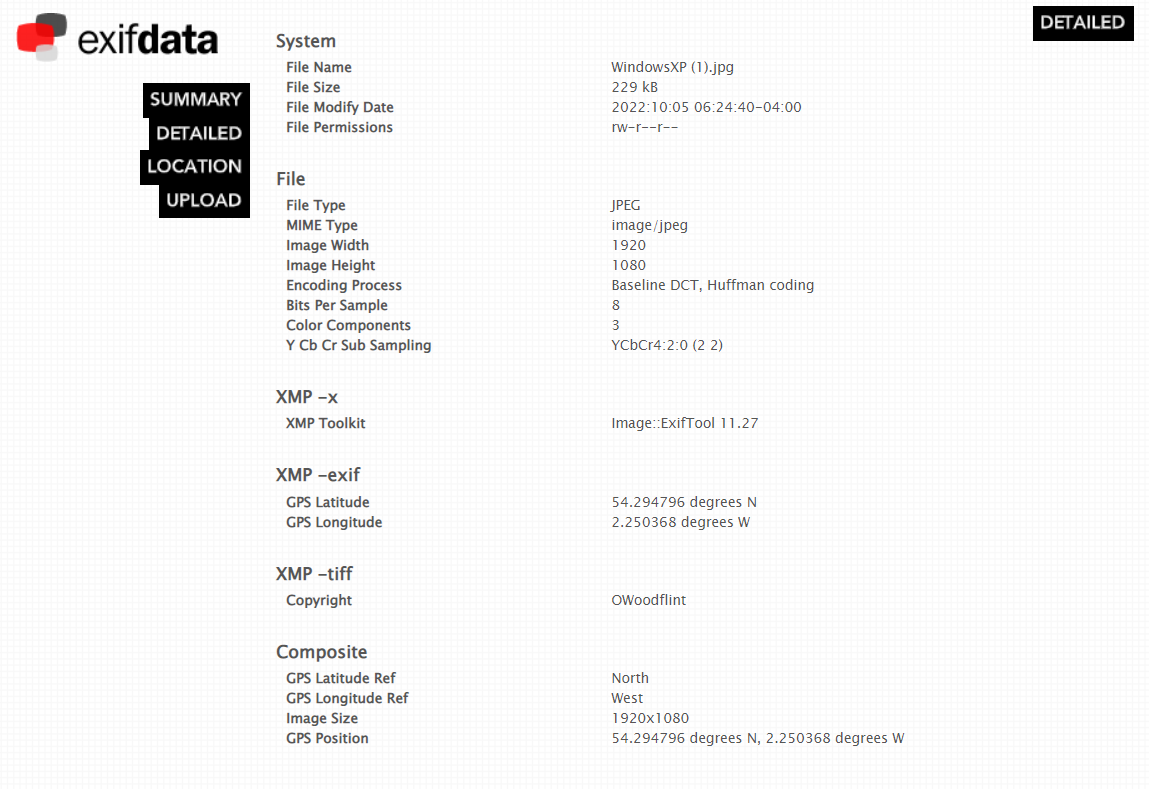 exifdata
SUMMARY
DETAILED
LOCATION
UPLOAD
DETAILED
System
File Name WindowsXP (1).jpg
File Size 229 kB
File Modify Date 2022:10:05 06:24:40-04:00
File Permissions rw-r--r--
File
File Type JPEG
MIME Type image/jpeg
Image Width 1920
Image Height 1080
Encoding Process Baseline DCT, Huffman coding
Bits Per Sample 8
Color Components 3
Y Cb Cr Sub Sampling YCbCr4:2:0 (2 2)
XMP -x
XMP Toolkit Image::ExifTool 11.27
XMP -exif
GPS Latitude 54.294796 degrees N
GPS Longitude 2.250368 degrees W
XMP -tiff
Copyright OWoodflint
Composite
GPS Latitude Ref North
GPS Longitude Ref West
Image Size 1920x1080
GPS Position 54.294796 degrees N, 2.250368 degrees W